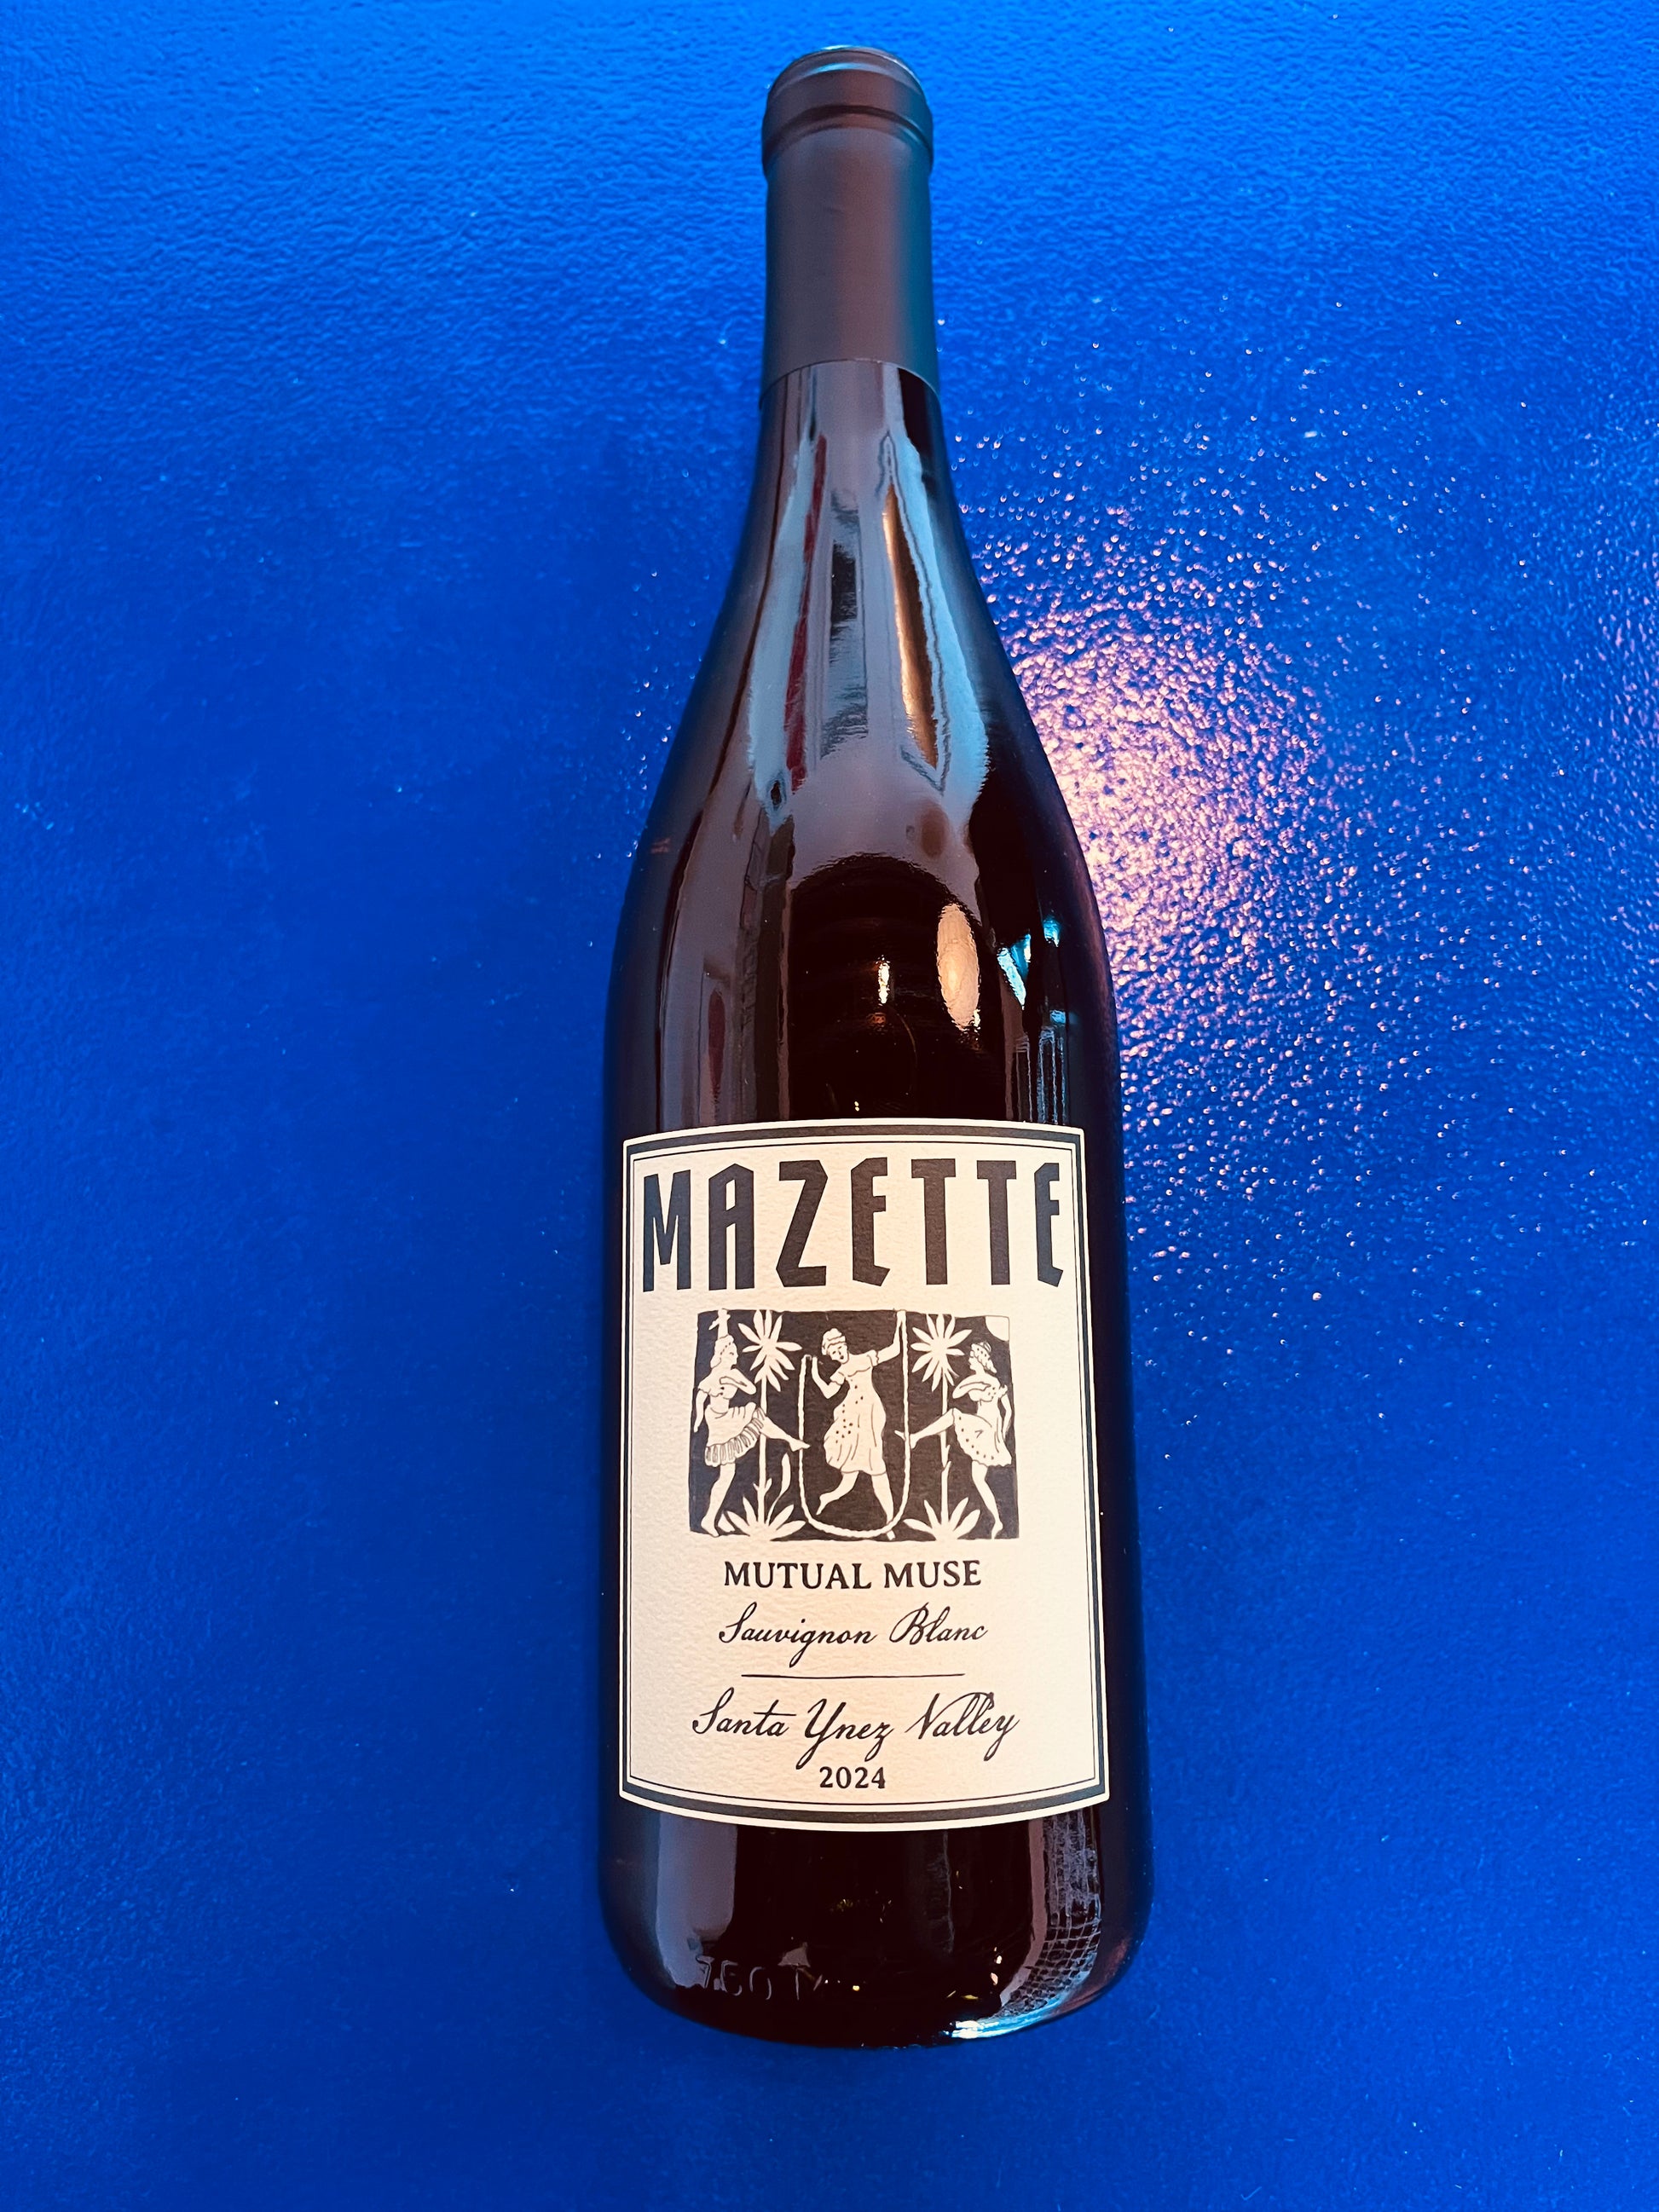 MAZETTE
MUTUAL MUSE
Sauvignon Blanc
Santa Ynez Valley
2024